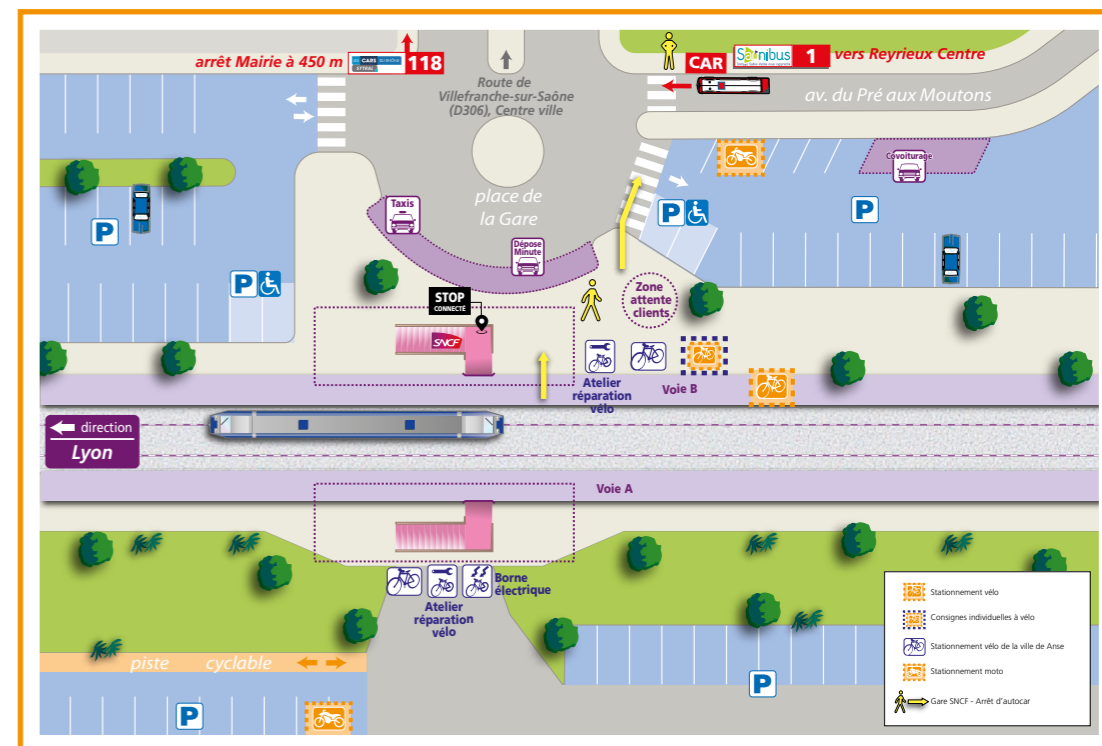 arrêt Mairie à 450 m
118
CAR
1
vers Reyrieux Centre
Route de
Villefranche-sur-Saône
(D306), Centre ville
av. du Pré aux Moutons
Covoiturage
place de
la Gare
Taxis
Dépose
Minute
P
P
P
P
STOP
CONNECTÉ
Zone
attente
clients
SNCF
Atelier
réparation
vélo
Voie B
direction
Lyon
Voie A
Borne
électrique
Atelier
réparation
vélo
piste cyclable
P
P
Stationnement vélo
Consignes individuelles à vélo
Stationnement vélo de la ville de Anse
Stationnement moto
Gare SNCF - Arrêt d'autocar